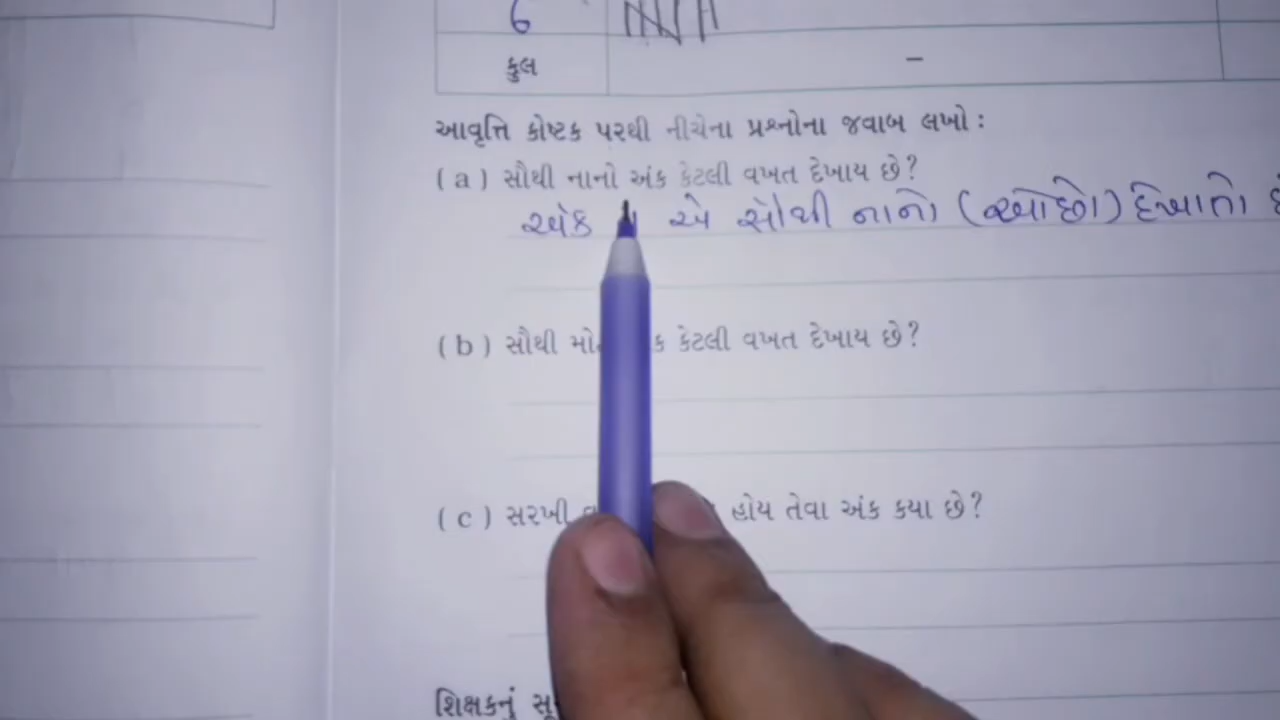 6
કુલ –
આવૃત્તિ કોષ્ટક પરથી નીચેના પ્રશ્નોના જવાબ લખો :
( a ) સૌથી નાનો અંક કેટલી વખત દેખાય છે?
અંક એ સૌથી નાનો (ઓછો) દેખાતો
( b ) સૌથી કેટલી વખત દેખાય છે?
( c ) સરખી હોય તેવા અંક કયા છે?
શિક્ષકનું